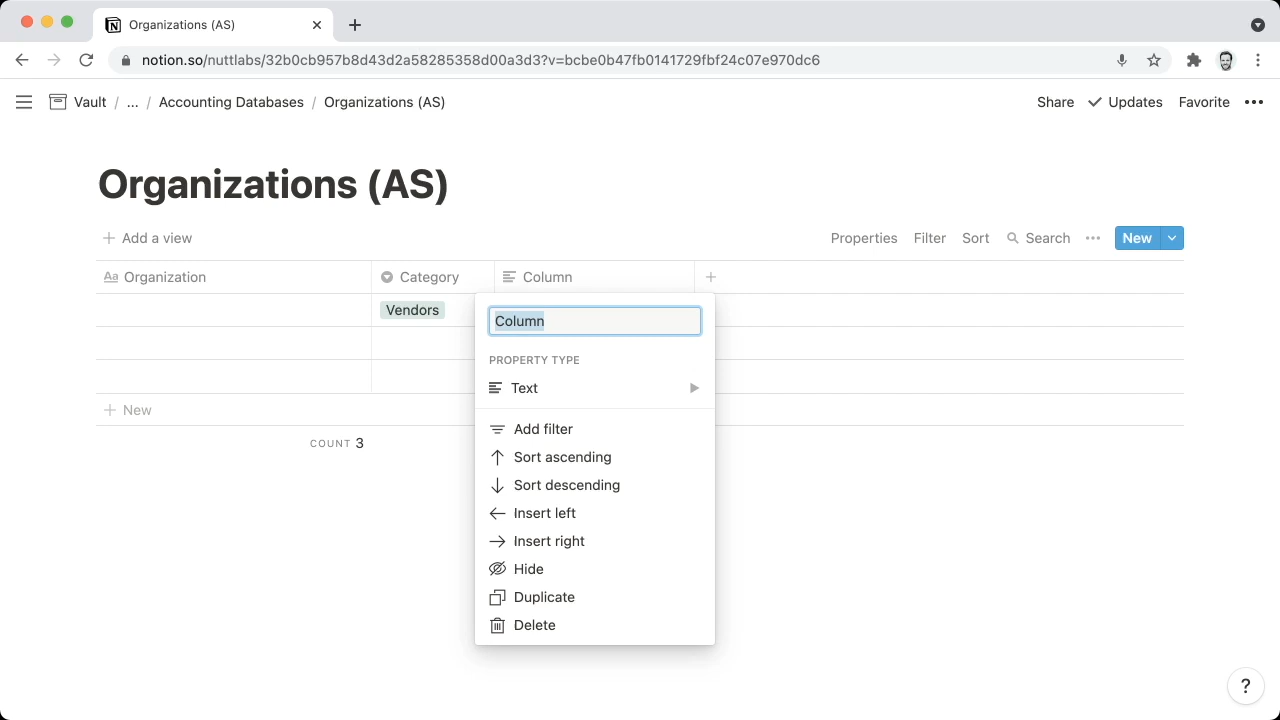 Organizations (AS)
notion.so/nuttlabs/32b0cb957b8d43d2a58285358d00a3d3?v=bcbe0b47fb0141729fbf24c07e970dc6
Vault / ... / Accounting Databases / Organizations (AS)
Share Updates Favorite
Organizations (AS)
Add a view
Properties Filter Sort Search New
Aa Organization Category Column
Vendors
Column
PROPERTY TYPE
Text
Add filter
Sort ascending
Sort descending
Insert left
Insert right
Hide
Duplicate
Delete
New
COUNT 3
?